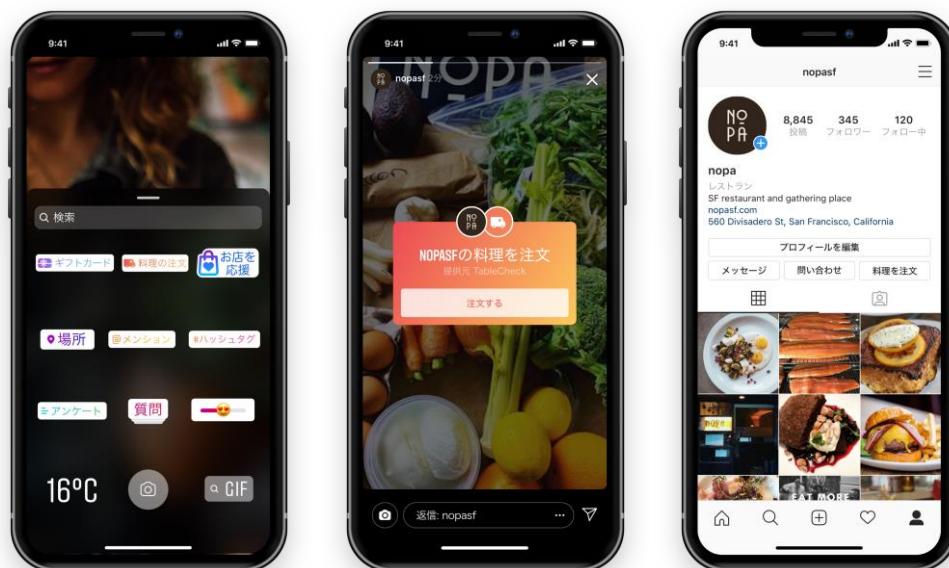 9:41
検索
ギフトカード
料理の注文
お店を
応援
場所
@メンション
#ハッシュタグ
アンケート
質問
16°C
GIF
9:41
NOPA
nopasf 2分
NOPA
NOPASFの料理を注文
提供元 TableCheck
注文する
返信: nopasf
9:41
nopasf
NOPA
8,845
投稿
345
フォロワー
120
フォロー中
nopa
レストラン
SF restaurant and gathering place
nopasf.com
560 Divisadero St, San Francisco, California
プロフィールを編集
メッセージ
問い合わせ
料理を注文
EAT MORE